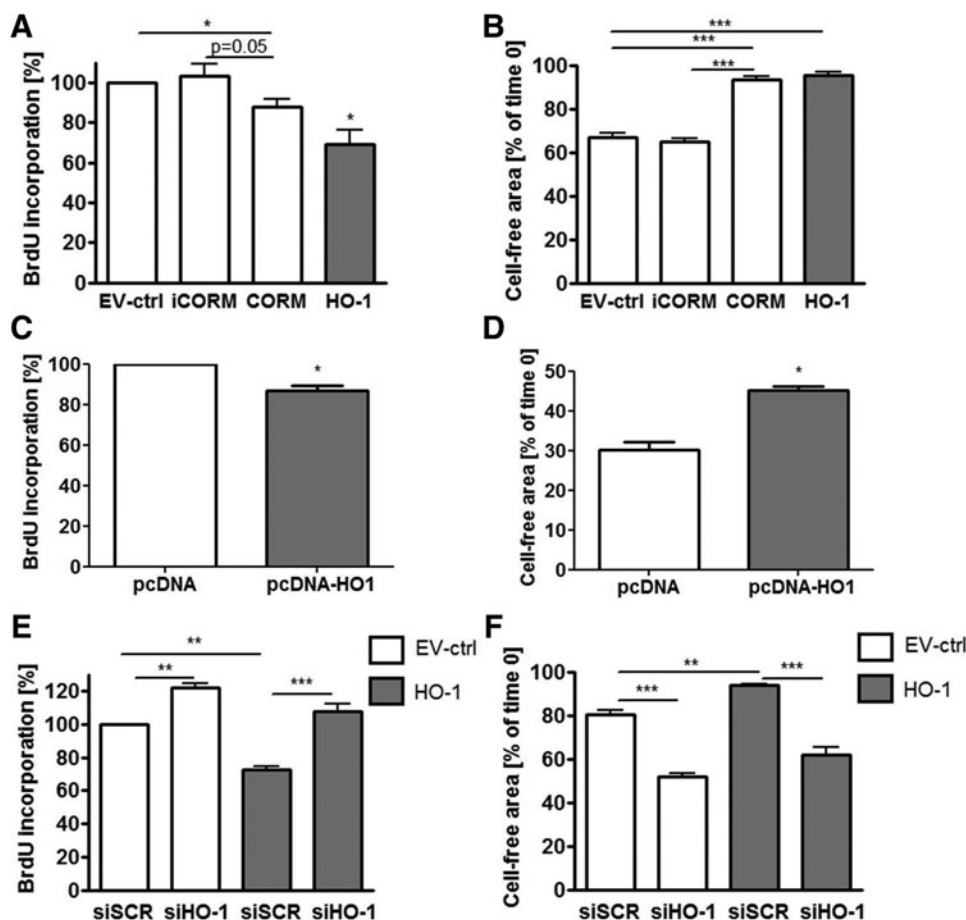 A
BrdU incorporation [%]
*
p=0.05
*
100
80
60
40
20
0
EV-ctrl iCORM CORM HO-1
B
Cell-free area [% of time 0]
***
***
***
100
80
60
40
20
0
EV-ctrl iCORM CORM HO-1
C
BrdU incorporation [%]
*
100
80
60
40
20
0
pcDNA pcDNA-HO1
D
Cell-free area [% of time 0]
*
50
40
30
20
10
0
pcDNA pcDNA-HO1
E
BrdU incorporation [%]
**
**
***
120
100
80
60
40
20
0
siSCR siHO-1 siSCR siHO-1
EV-ctrl
HO-1
F
Cell-free area [% of time 0]
**
***
***
100
80
60
40
20
0
siSCR siHO-1 siSCR siHO-1
EV-ctrl
HO-1